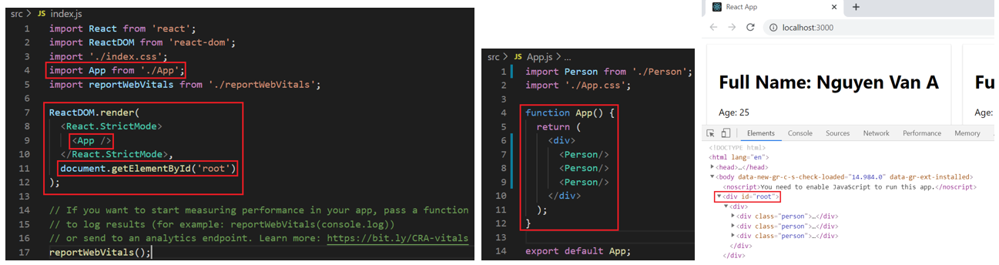 src > JS index.js
1 import React from 'react';
2 import ReactDOM from 'react-dom';
3 import './index.css';
4 import App from './App';
5 import reportWebVitals from './reportWebVitals';
6
7 ReactDOM.render(
8 <React.StrictMode>
9 <App />
10 </React.StrictMode>,
11 document.getElementById('root')
12 );
13
14 // If you want to start measuring performance in your app, pass a function
15 // to log results (for example: reportWebVitals(console.log))
16 // or send to an analytics endpoint. Learn more: https://bit.ly/CRA-vitals
17 reportWebVitals();
src > JS App.js > ...
1 import Person from './Person';
2 import './App.css';
3
4 function App() {
5 return (
6 <div>
7 <Person/>
8 <Person/>
9 <Person/>
10 </div>
11 );
12 }
13
14 export default App;
React App
localhost:3000
Full Name: Nguyen Van A
Fu
Age: 25
Age:
Elements Console Sources Network Performance Memory
<!DOCTYPE html>
<html lang="en">
<head>…</head>
<body data-new-gr-c-s-check-loaded="14.984.0" data-gr-ext-installed>
<noscript>You need to enable JavaScript to run this app.</noscript>
<div id="root">
<div>
<div class="person">…</div>
<div class="person">…</div>
<div class="person">…</div>
</div>
</div>